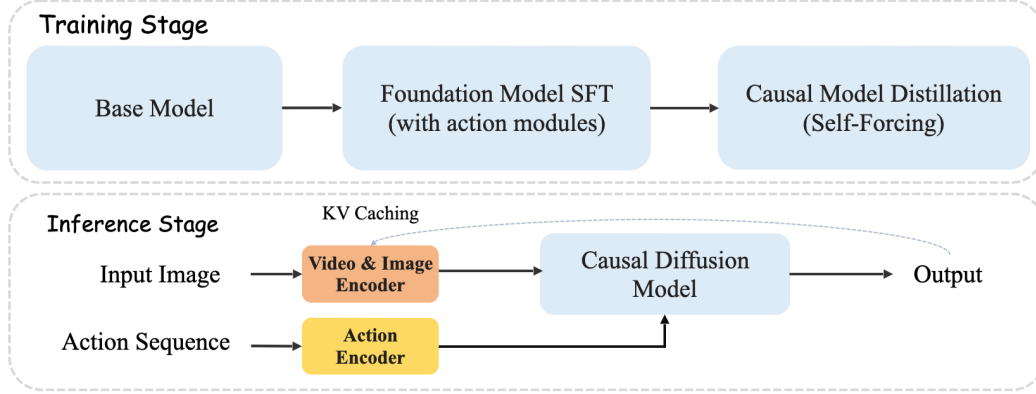 Training Stage
Base Model
Foundation Model SFT
(with action modules)
Causal Model Distillation
(Self-Forcing)
Inference Stage
KV Caching
Input Image
Video & Image
Encoder
Causal Diffusion
Model
Output
Action Sequence
Action
Encoder